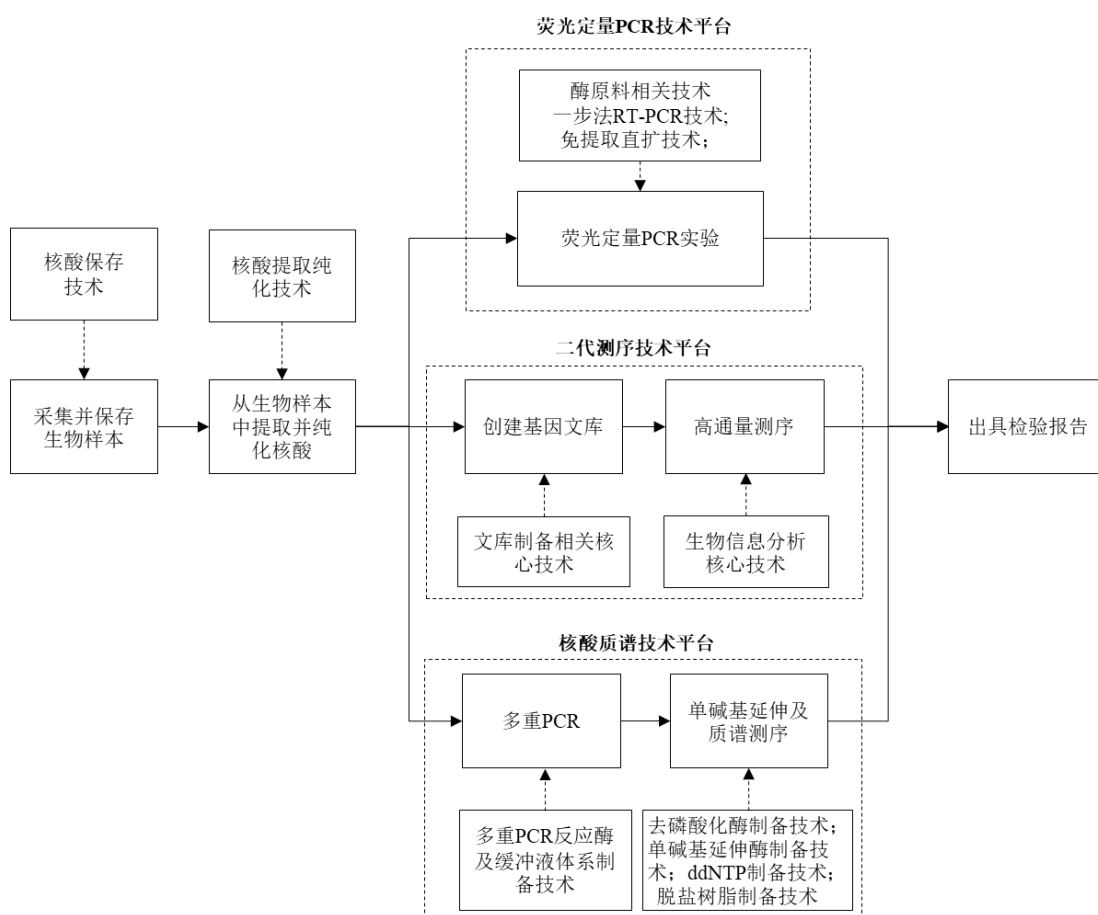 荧光定量PCR技术平台
酶原料相关技术
一步法RT-PCR技术;
免提取直扩技术；
荧光定量PCR实验
核酸保存
技术
核酸提取纯
化技术
采集并保存
生物样本
从生物样本
中提取并纯
化核酸
二代测序技术平台
创建基因文库
高通量测序
文库制备相关核
心技术
生物信息分析
核心技术
出具检验报告
核酸质谱技术平台
多重PCR
单碱基延伸及
质谱测序
多重PCR反应酶
及缓冲液体系制
备技术
去磷酸化酶制备技术；
单碱基延伸酶制备技
术；ddNTP制备技术；
脱盐树脂制备技术